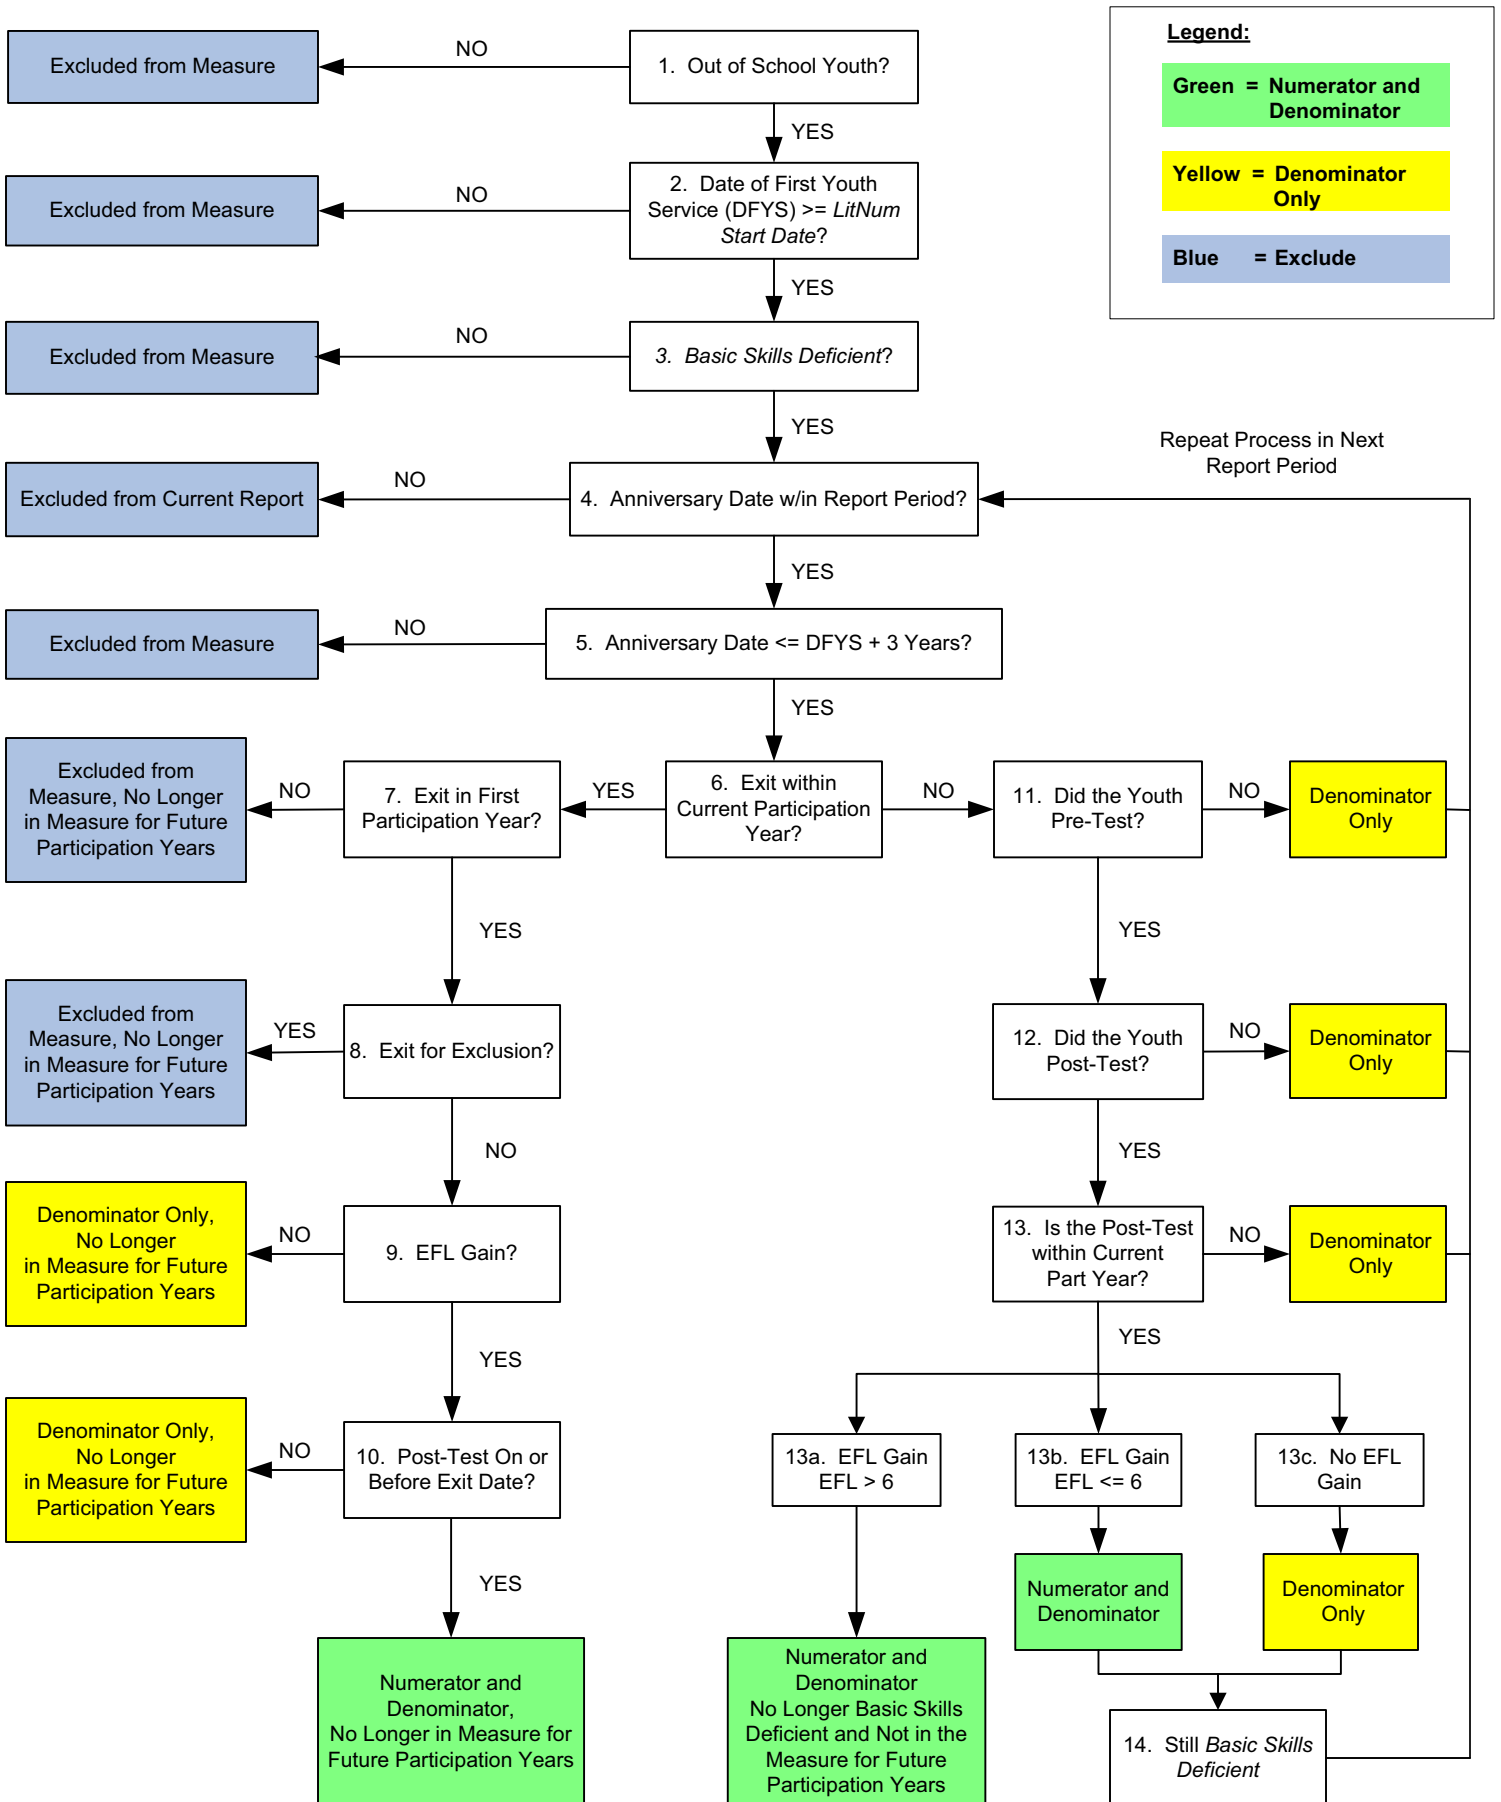 Legend:
Green = Numerator and
Denominator
Yellow = Denominator
Only
Blue = Exclude
Excluded from Measure
NO
1. Out of School Youth?
YES
Excluded from Measure
NO
2. Date of First Youth
Service (DFYS) >= LitNum
Start Date?
YES
Excluded from Measure
NO
3. Basic Skills Deficient?
YES
Repeat Process in Next
Report Period
Excluded from Current Report
NO
4. Anniversary Date w/in Report Period?
YES
Excluded from Measure
NO
5. Anniversary Date <= DFYS + 3 Years?
YES
Excluded from
Measure, No Longer
in Measure for Future
Participation Years
NO
7. Exit in First
Participation Year?
YES
6. Exit within
Current Participation
Year?
NO
11. Did the Youth
Pre-Test?
NO
Denominator
Only
YES
YES
Excluded from
Measure, No Longer
in Measure for Future
Participation Years
YES
8. Exit for Exclusion?
12. Did the Youth
Post-Test?
NO
Denominator
Only
NO
YES
Denominator Only,
No Longer
in Measure for Future
Participation Years
NO
9. EFL Gain?
13. Is the Post-Test
within Current
Part Year?
NO
Denominator
Only
YES
YES
Denominator Only,
No Longer
in Measure for Future
Participation Years
NO
10. Post-Test On or
Before Exit Date?
13a. EFL Gain
EFL > 6
13b. EFL Gain
EFL <= 6
13c. No EFL
Gain
YES
Numerator and
Denominator
Denominator
Only
Numerator and
Denominator,
No Longer in Measure for
Future Participation Years
Numerator and
Denominator
No Longer Basic Skills
Deficient and Not in the
Measure for Future
Participation Years
14. Still Basic Skills
Deficient